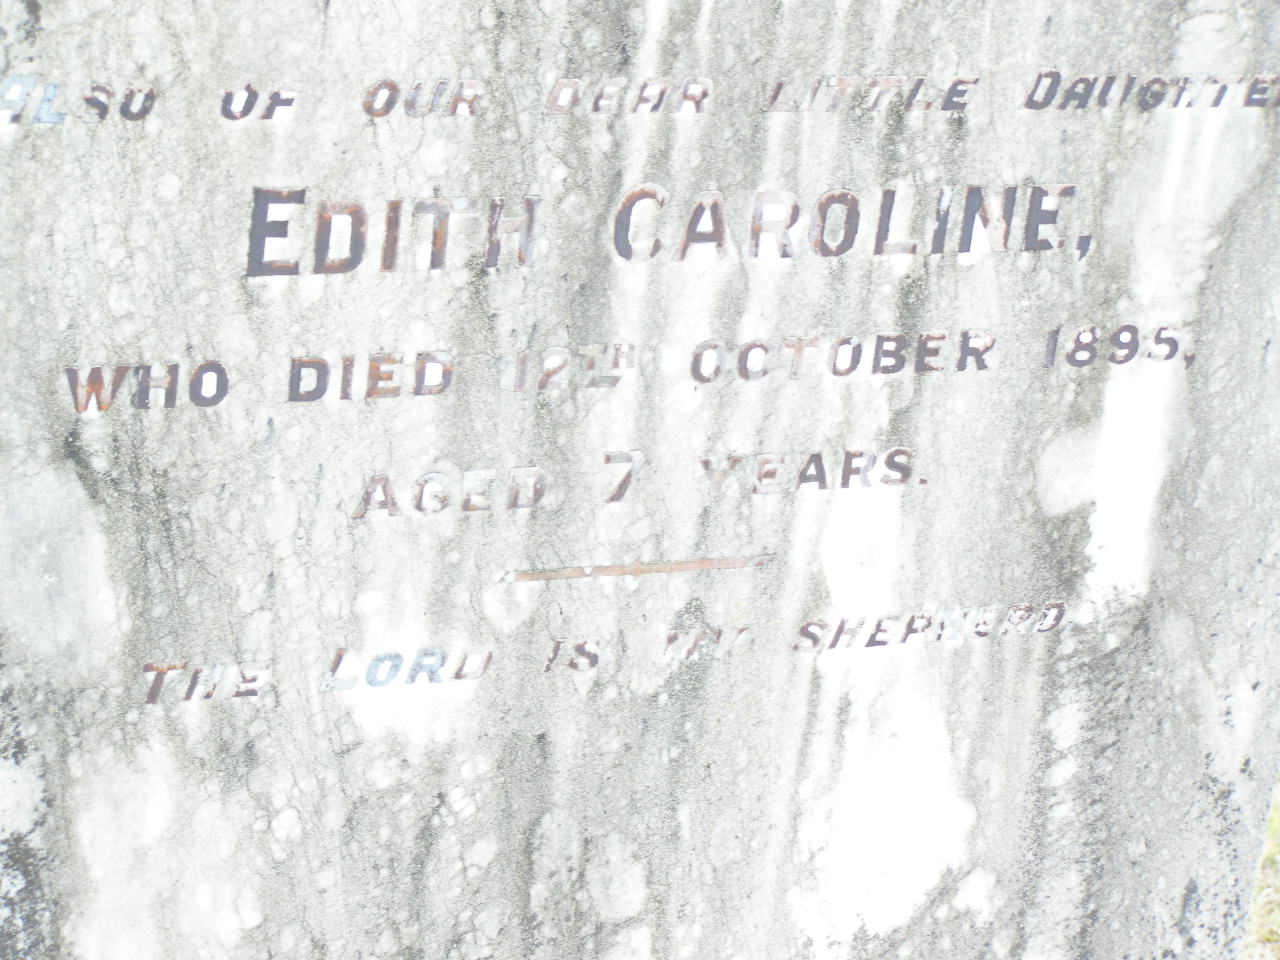 ALSO OF OUR DEAR LITTLE DAUGHTER
EDITH CAROLINE,
WHO DIED 12TH OCTOBER 1895,
AGED 7 YEARS.
THE LORD IS MY SHEPHERD.